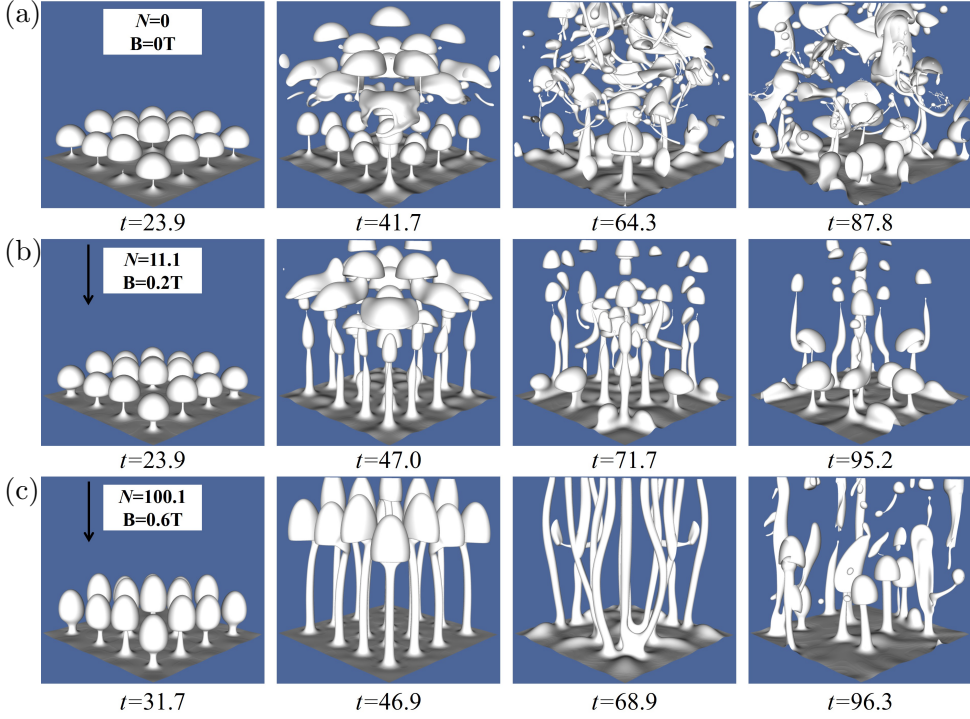 (a)
N=0
B=0T
t=23.9
t=41.7
t=64.3
t=87.8
(b)
N=11.1
B=0.2T
t=23.9
t=47.0
t=71.7
t=95.2
(c)
N=100.1
B=0.6T
t=31.7
t=46.9
t=68.9
t=96.3